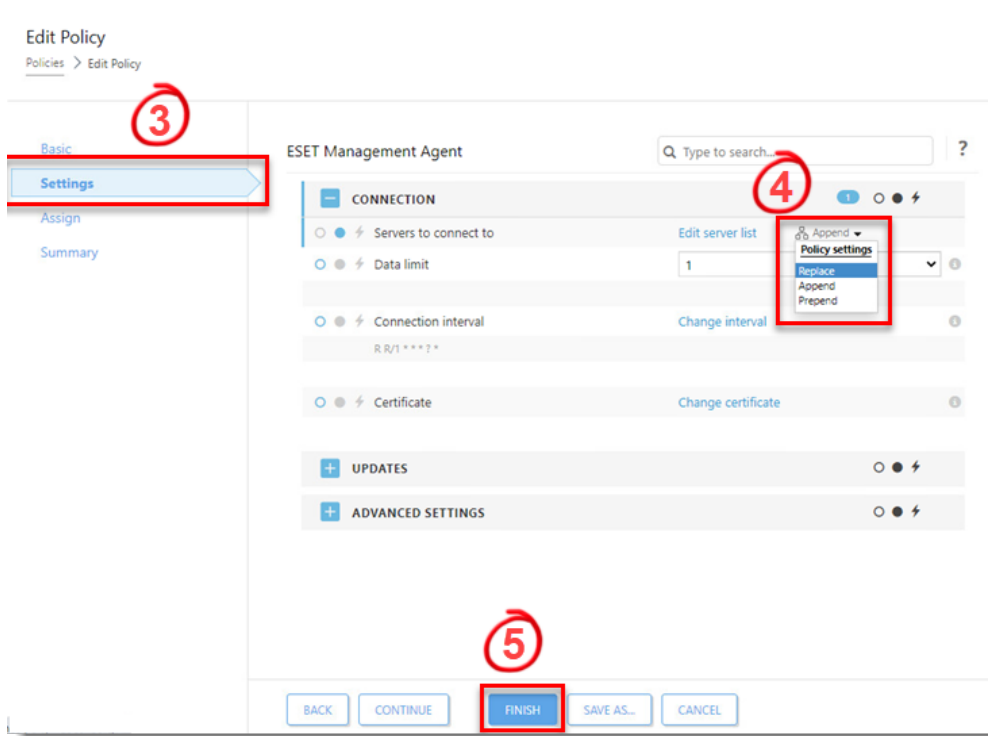 Edit Policy
Policies > Edit Policy
3
Basic
Settings
Assign
Summary
ESET Management Agent
Type to search...
?
4
CONNECTION
1
Servers to connect to
Edit server list
Append
Policy settings
Replace
Append
Prepend
Data limit
1
Connection interval
Change interval
R R/1 * * * ? *
Certificate
Change certificate
UPDATES
ADVANCED SETTINGS
5
BACK
CONTINUE
FINISH
SAVE AS...
CANCEL